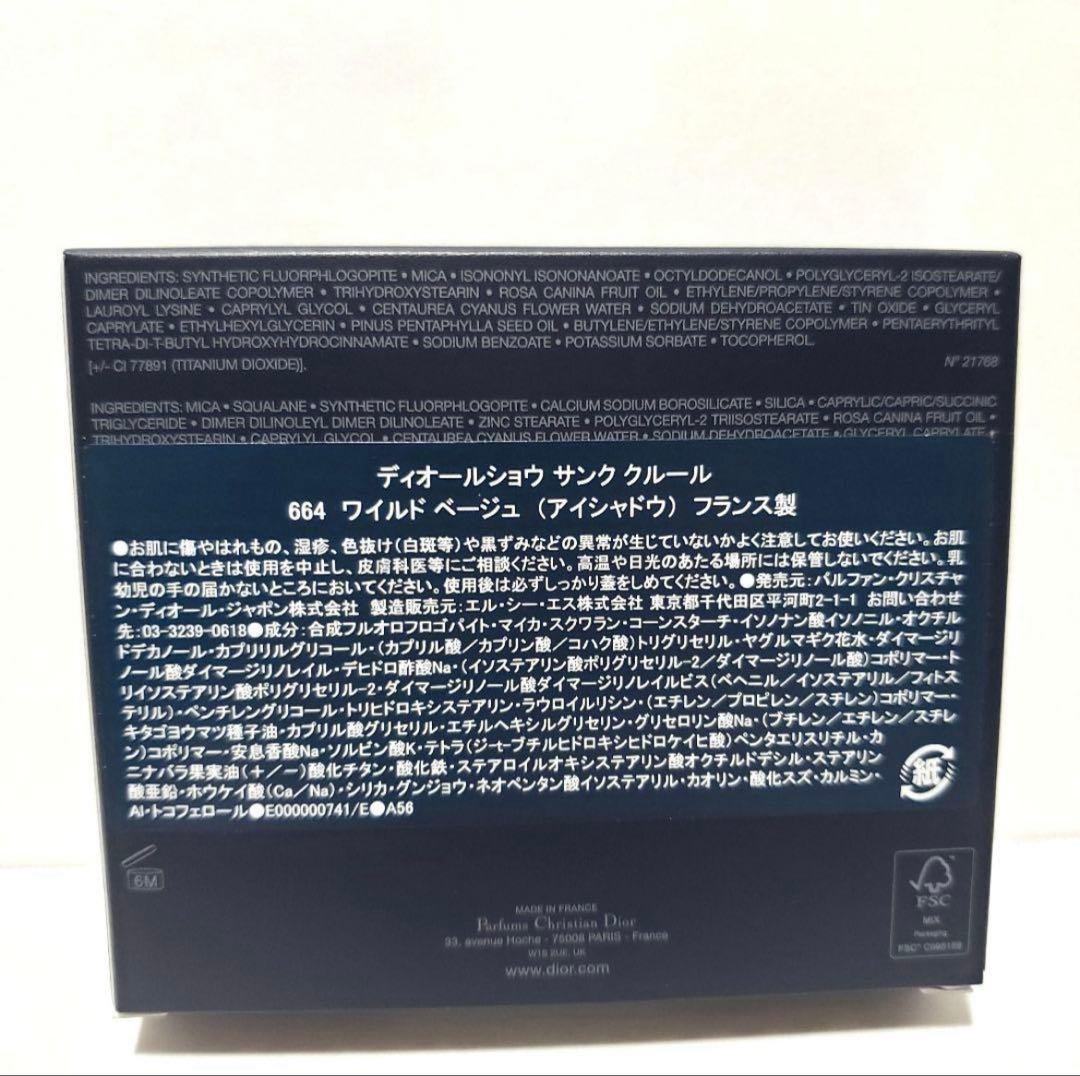 INGREDIENTS: SYNTHETIC FLUORPHLOGOPITE • MICA • ISONONYL ISONONANOATE • OCTYLDODECANOL • POLYGLYCERYL-2 ISOSTEARATE/
DIMER DILINOLEATE COPOLYMER • TRIHYDROXYSTEARIN • ROSA CANINA FRUIT OIL • ETHYLENE/PROPYLENE/STYRENE COPOLYMER •
LAUROYL LYSINE • CAPRYLYL GLYCOL • CENTAUREA CYANUS FLOWER WATER • SODIUM DEHYDROACETATE • TIN OXIDE • GLYCERYL
CAPRYLATE • ETHYLHEXYLGLYCERIN • PINUS PENTAPHYLLA SEED OIL • BUTYLENE/ETHYLENE/STYRENE COPOLYMER • PENTAERYTHRITYL
TETRA-DI-T-BUTYL HYDROXYHYDROCINNAMATE • SODIUM BENZOATE • POTASSIUM SORBATE • TOCOPHEROL.
[+/- CI 77891 (TITANIUM DIOXIDE)].
N° 21768
INGREDIENTS: MICA • SQUALANE • SYNTHETIC FLUORPHLOGOPITE • CALCIUM SODIUM BOROSILICATE • SILICA • CAPRYLIC/CAPRIC/SUCCINIC
TRIGLYCERIDE • DIMER DILINOLEYL DIMER DILINOLEATE • ZINC STEARATE • POLYGLYCERYL-2 TRIISOSTEARATE • ROSA CANINA FRUIT OIL •
TRIHYDROXYSTEARIN • CAPRYLYL GLYCOL • CENTAUREA CYANUS FLOWER WATER • SODIUM DEHYDROACETATE • GLYCERYL CAPRYLATE •
ディオールショウ サンク クルール
664 ワイルド ベージュ (アイシャドウ) フランス製
●お肌に傷やはれもの、湿疹、色抜け(白斑等)や黒ずみなどの異常が生じていないかよく注意してお使いください。お肌
に合わないときは使用を中止し、皮膚科医等にご相談ください。高温や日光のあたる場所には保管しないでください。乳
幼児の手の届かないところにおいてください。使用後は必ずしっかり蓋をしめてください。●発売元:パルファン・クリスチャ
ン・ディオール・ジャポン株式会社 製造販売元:エル・シー・エス株式会社 東京都千代田区平河町2-1-1 お問い合わせ
先:03-3239-0618●成分:合成フルオロフロゴパイト・マイカ・スクワラン・コーンスターチ・イソノナン酸イソノニル・オクチル
ドデカノール・カプリリルグリコール・(カプリル酸/カプリン酸/コハク酸)トリグリセリル・ヤグルマギク花水・ダイマージリ
ノール酸ダイマージリノレイル・デヒドロ酢酸Na・(イソステアリン酸ポリグリセリル-2/ダイマージリノール酸)コポリマー・ト
リイソステアリン酸ポリグリセリル-2・ダイマージリノール酸ダイマージリノレイルビス(ベヘニル/イソステアリル/フィトス
テリル)・ペンチレングリコール・トリヒドロキシステアリン・ラウロイルリシン・(エチレン/プロピレン/スチレン)コポリマー・
キタゴヨウマツ種子油・カプリル酸グリセリル・エチルヘキシルグリセリン・グリセロリン酸Na・(ブチレン/エチレン/スチレ
ン)コポリマー・安息香酸Na・ソルビン酸K・テトラ(ジ-t-ブチルヒドロキシヒドロケイヒ酸)ペンタエリスリチル・カ
ニナバラ果実油(+/-)酸化チタン・酸化鉄・ステアロイルオキシステアリン酸オクチルドデシル・ステアリン
酸亜鉛・ホウケイ酸(Ca/Na)・シリカ・グンジョウ・ネオペンタン酸イソステアリル・カオリン・酸化スズ・カルミン・
Al・トコフェロール●E000000741/E●A56
紙
6M
MADE IN FRANCE
Parfums Christian Dior
33, avenue Hoche - 75008 PARIS - France
W1S 2UE, UK
www.dior.com
FSC
MIX
Packaging